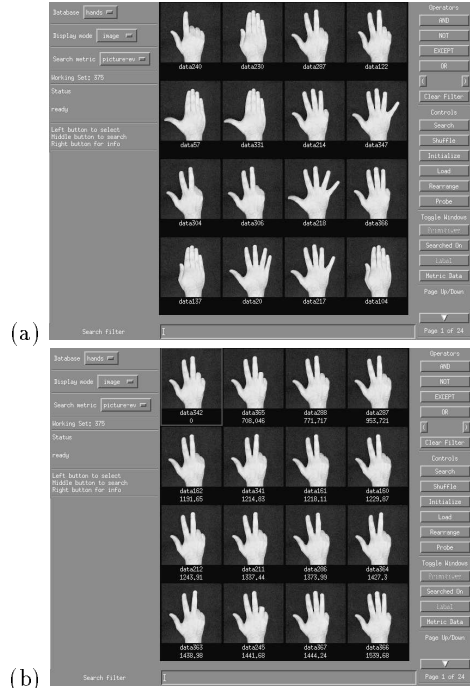 Database hands
Display mode image
Search metric picture-ev
Working Set: 375
Status
ready
Left button to select
Middle button to search
Right button for info
data240 data230 data287 data122
data57 data331 data214 data347
data304 data306 data218 data366
data137 data20 data217 data104
Operators
AND
NOT
EXCEPT
OR
( )
Clear Filter
Controls
Search
Shuffle
Initialize
Load
Rearrange
Probe
Toggle Windows
Searched On
Label
Metric Data
Page Up/Down
Page 1 of 24
(a)
Search filter
Database hands
Display mode image
Search metric picture-ev
Working Set: 375
Status
ready
Left button to select
Middle button to search
Right button for info
data342 data365 data288 data287
0 708.046 771.717 953.721
data162 data341 data161 data160
1191.65 1214.63 1218.11 1229.87
data212 data211 data286 data364
1243.91 1337.44 1373.99 1427.3
data363 data245 data367 data366
1438.98 1441.68 1444.24 1539.68
Operators
AND
NOT
EXCEPT
OR
( )
Clear Filter
Controls
Search
Shuffle
Initialize
Load
Rearrange
Probe
Toggle Windows
Searched On
Label
Metric Data
Page Up/Down
Page 1 of 24
(b)
Search filter